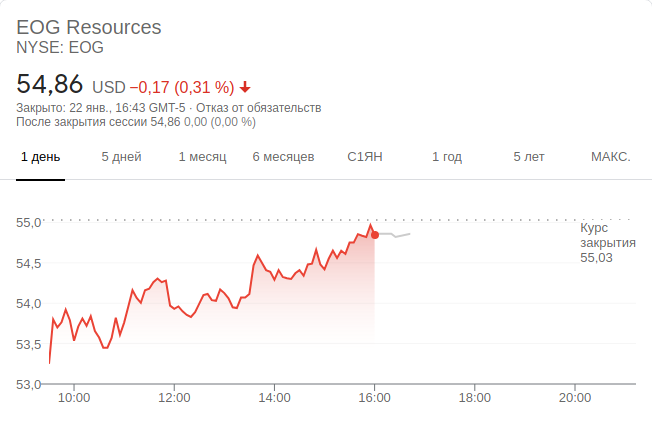 EOG Resources
NYSE: EOG
54,86 USD −0,17 (0,31 %)
Закрыто: 22 янв., 16:43 GMT-5 · Отказ от обязательств
После закрытия сессии 54,86 0,00 (0,00 %)
1 день 5 дней 1 месяц 6 месяцев С1ЯН 1 год 5 лет МАКС.
55,0
Курс
закрытия
55,03
54,5
54,0
53,5
53,0
10:00 12:00 14:00 16:00 18:00 20:00